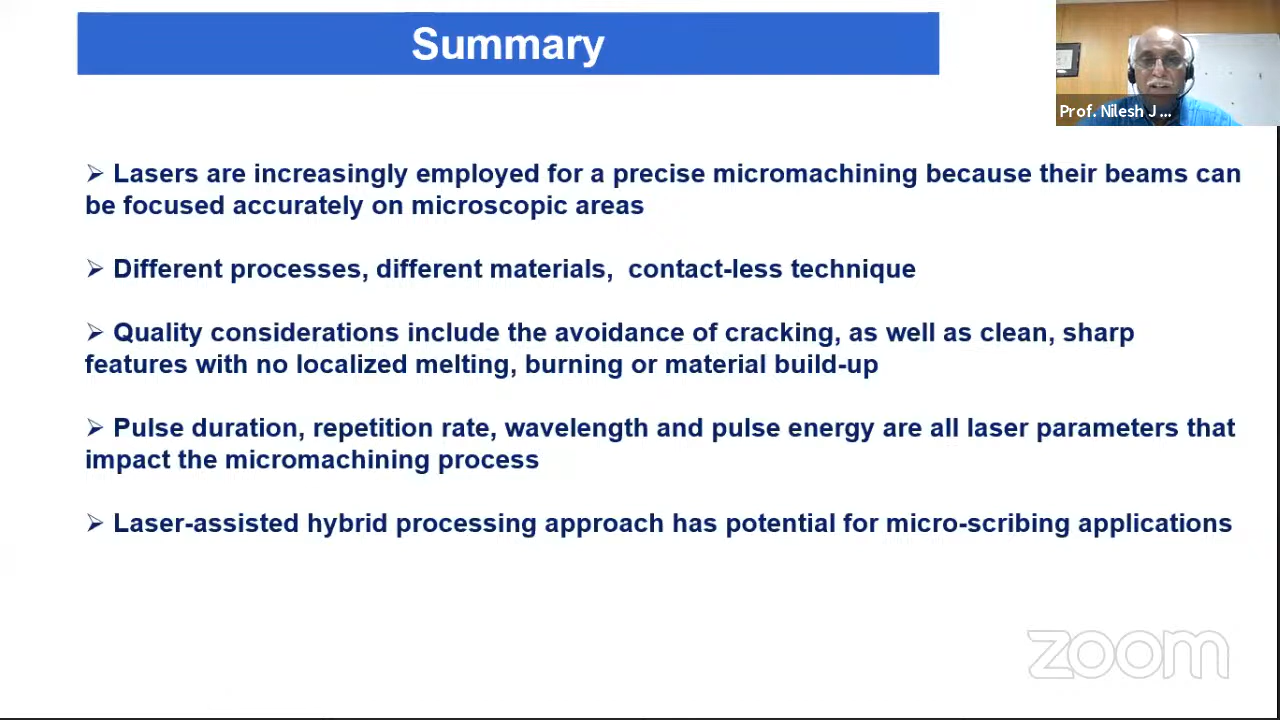 Summary
Prof. Nilesh J ...
➢ Lasers are increasingly employed for a precise micromachining because their beams can
be focused accurately on microscopic areas
➢ Different processes, different materials,  contact-less technique
➢ Quality considerations include the avoidance of cracking, as well as clean, sharp
features with no localized melting, burning or material build-up
➢ Pulse duration, repetition rate, wavelength and pulse energy are all laser parameters that
impact the micromachining process
➢ Laser-assisted hybrid processing approach has potential for micro-scribing applications
zoom